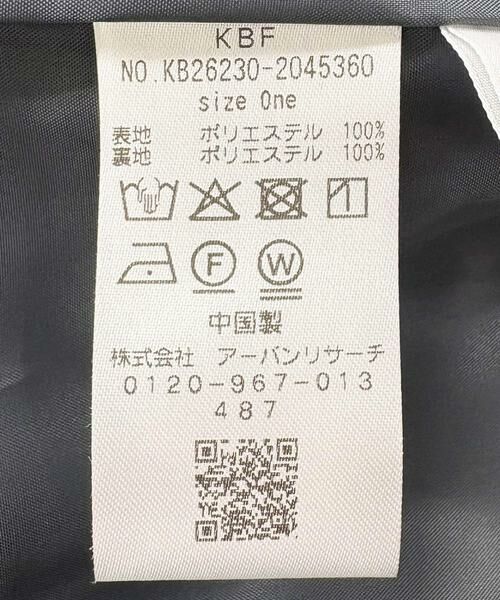 KBF
NO.KB26230-2045360
size One
表地 ポリエステル 100%
裏地 ポリエステル 100%
F W
中国製
株式会社 アーバンリサーチ
0120-967-013
487